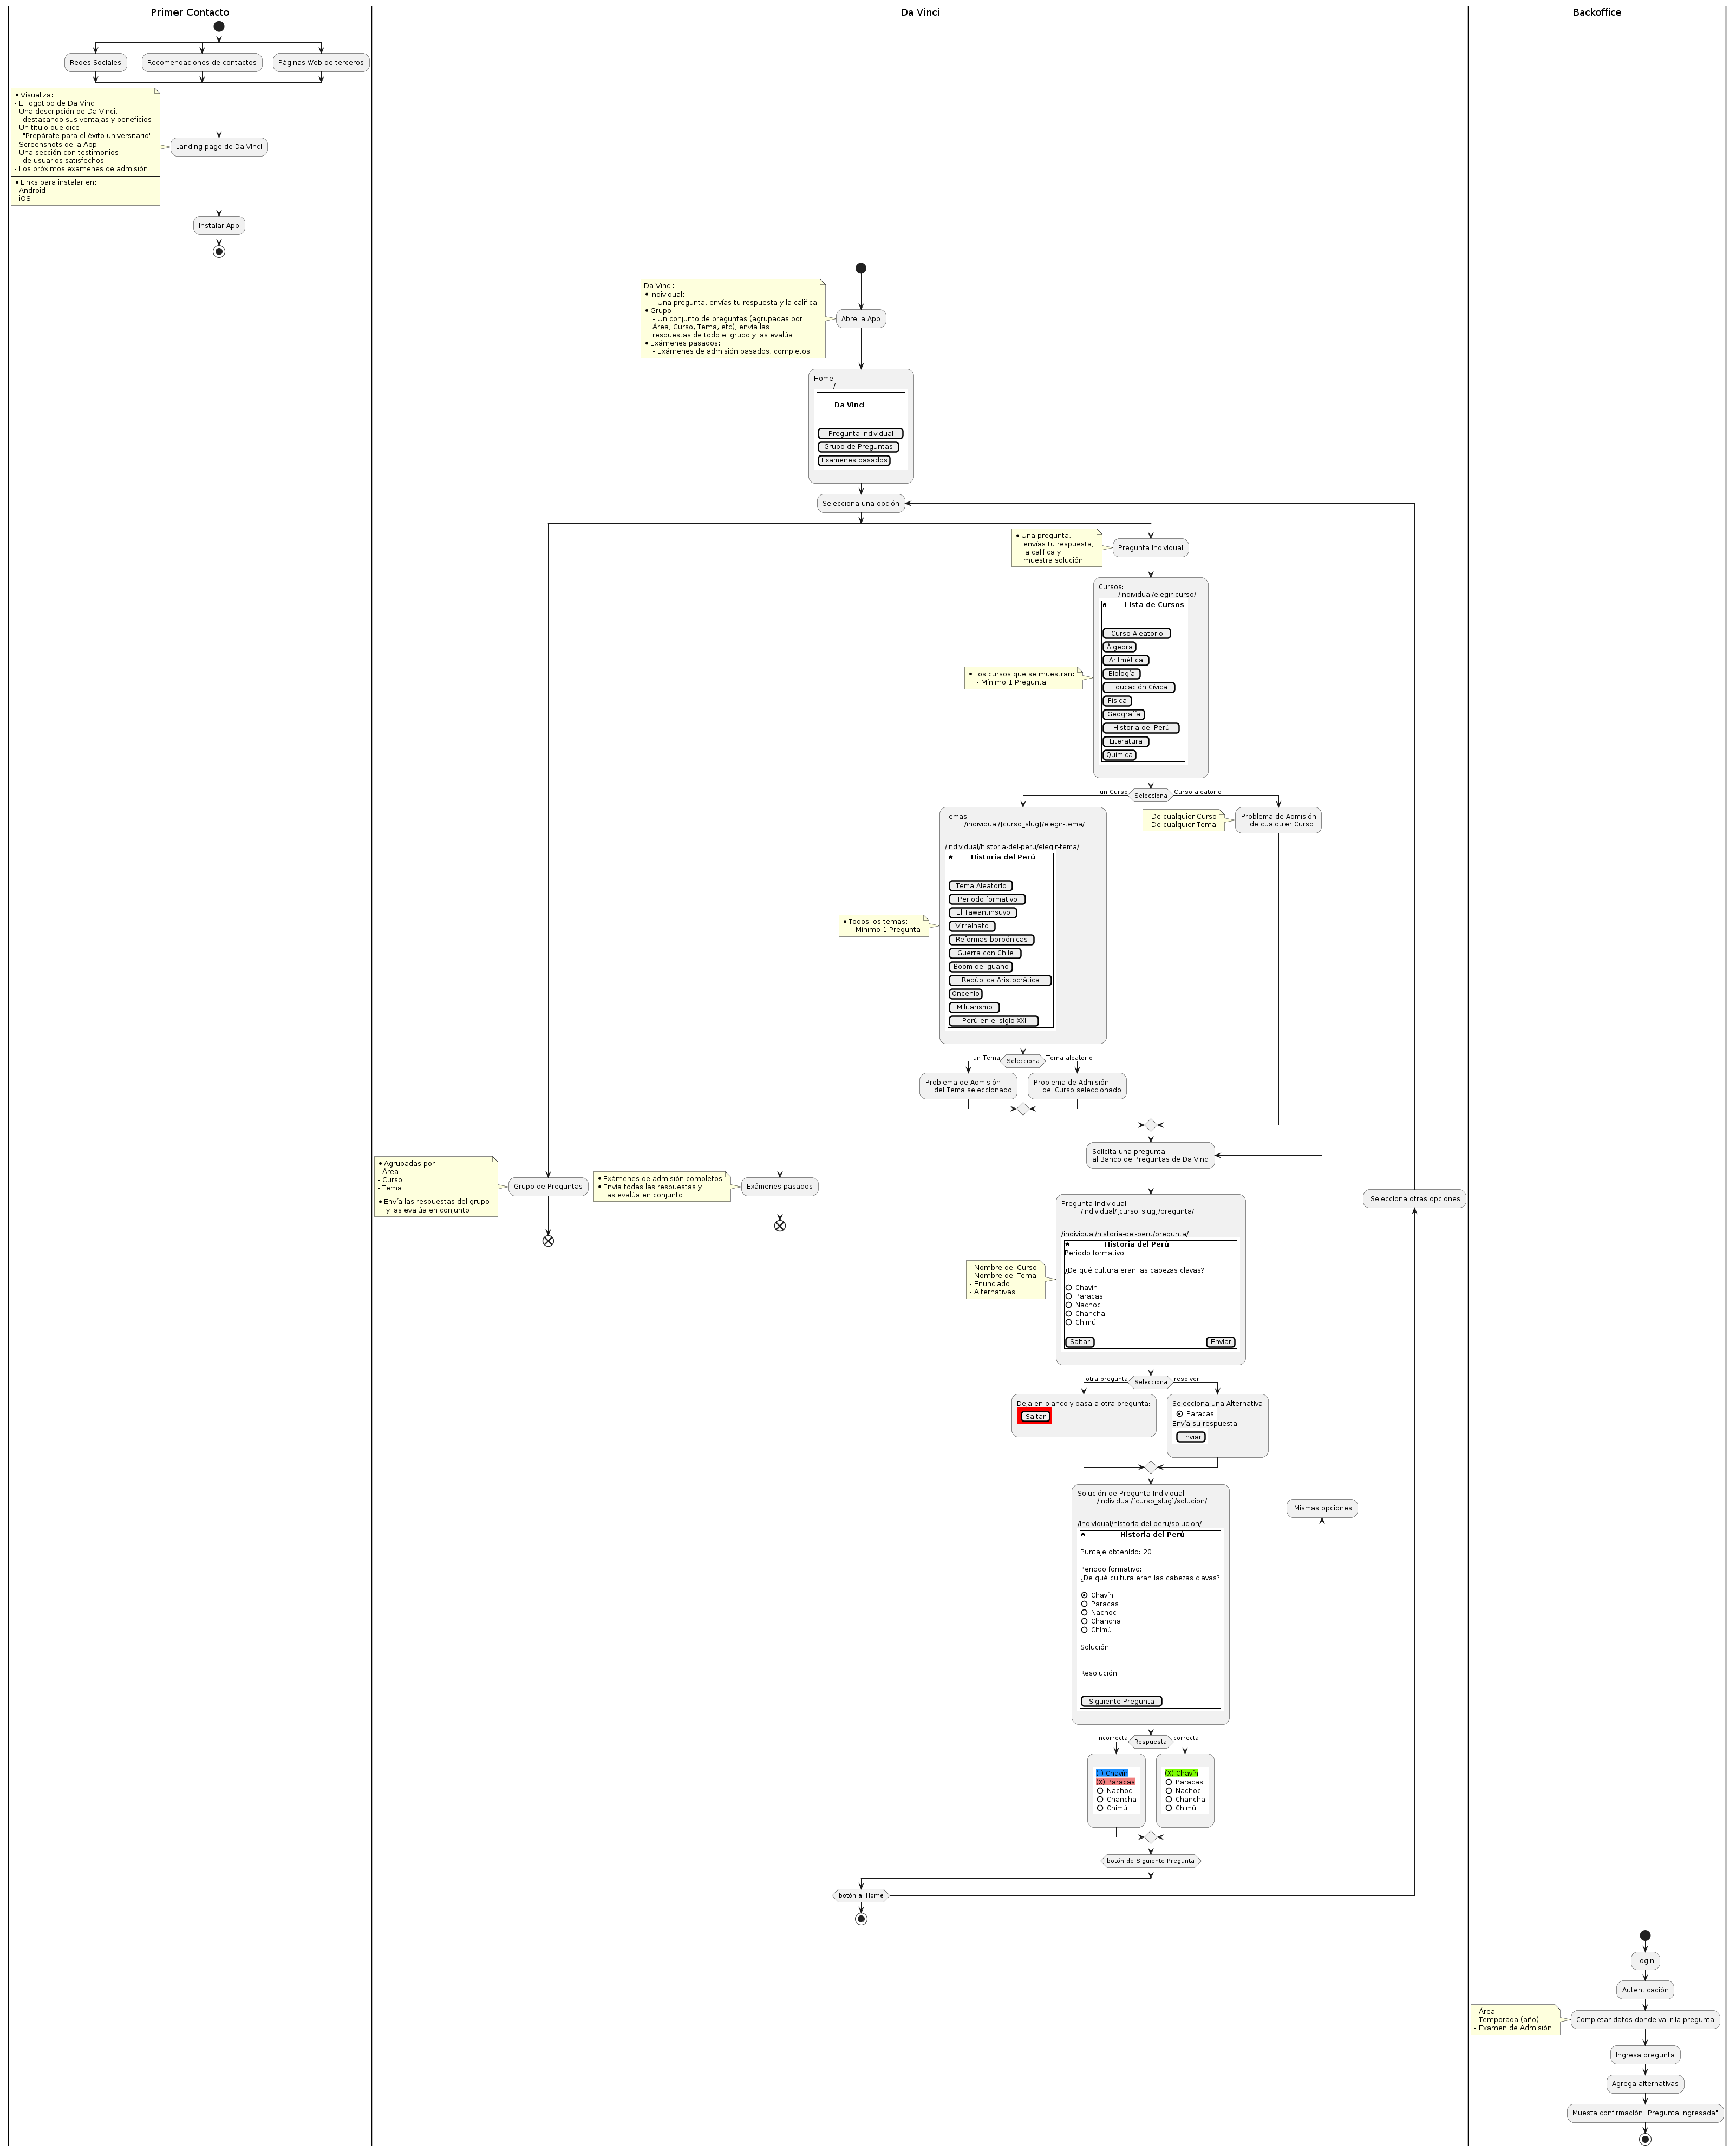 Primer Contacto
Da Vinci
Backoffice
Redes Sociales
Recomendaciones de contactos
Páginas Web de terceros
• Visualiza:
- El logotipo de Da Vinci
- Una descripción de Da Vinci,
destacando sus ventajas y beneficios
- Un título que dice:
"Prepárate para el éxito universitario"
- Screenshots de la App
- Una sección con testimonios
de usuarios satisfechos
- Los próximos examenes de admisión
• Links para instalar en:
- Android
- iOS
Landing page de Da Vinci
Instalar App
Da Vinci:
• Individual:
- Una pregunta, envías tu respuesta y la califica
• Grupo:
- Un conjunto de preguntas (agrupadas por
Área, Curso, Tema, etc), envía las
respuestas de todo el grupo y las evalúa
• Exámenes pasados:
- Exámenes de admisión pasados, completos
Abre la App
Home:
/
Da Vinci
Pregunta Individual
Grupo de Preguntas
Examenes pasados
Selecciona una opción
• Una pregunta,
envías tu respuesta,
la califica y
muestra solución
Pregunta Individual
Cursos:
/individual/elegir-curso/
Lista de Cursos
Curso Aleatorio
Álgebra
Aritmética
Biología
Educación Cívica
Física
Geografía
Historia del Perú
Literatura
Química
• Los cursos que se muestran:
- Mínimo 1 Pregunta
un Curso
Selecciona
Curso aleatorio
Temas:
/individual/[curso_slug]/elegir-tema/
/individual/historia-del-peru/elegir-tema/
Historia del Perú
Tema Aleatorio
Periodo formativo
El Tawantinsuyo
Virreinato
Reformas borbónicas
Guerra con Chile
Boom del guano
República Aristocrática
Oncenio
Militarismo
Perú en el siglo XXI
• Todos los temas:
- Mínimo 1 Pregunta
- De cualquier Curso
- De cualquier Tema
Problema de Admisión
de cualquier Curso
un Tema
Selecciona
Tema aleatorio
Problema de Admisión
del Tema seleccionado
Problema de Admisión
del Curso seleccionado
Solicita una pregunta
al Banco de Preguntas de Da Vinci
• Agrupadas por:
- Área
- Curso
- Tema
• Envía las respuestas del grupo
y las evalúa en conjunto
Grupo de Preguntas
• Exámenes de admisión completos
• Envía todas las respuestas y
las evalúa en conjunto
Exámenes pasados
Selecciona otras opciones
Pregunta Individual:
/individual/[curso_slug]/pregunta/
/individual/historia-del-peru/pregunta/
Historia del Perú
Periodo formativo:
¿De qué cultura eran las cabezas clavas?
Chavín
Paracas
Nachoc
Chancha
Chimú
Saltar
Enviar
- Nombre del Curso
- Nombre del Tema
- Enunciado
- Alternativas
otra pregunta
Selecciona
resolver
Deja en blanco y pasa a otra pregunta:
Saltar
Selecciona una Alternativa
Paracas
Envía su respuesta:
Enviar
Solución de Pregunta Individual:
/individual/[curso_slug]/solucion/
/individual/historia-del-peru/solucion/
Historia del Perú
Puntaje obtenido: 20
Periodo formativo:
¿De qué cultura eran las cabezas clavas?
Chavín
Paracas
Nachoc
Chancha
Chimú
Solución:
Resolución:
Siguiente Pregunta
Mismas opciones
incorrecta
Respuesta
correcta
( ) Chavín
(X) Paracas
Nachoc
Chancha
Chimú
(X) Chavín
Paracas
Nachoc
Chancha
Chimú
botón de Siguiente Pregunta
botón al Home
Login
Autenticación
- Área
- Temporada (año)
- Examen de Admisión
Completar datos donde va ir la pregunta
Ingresa pregunta
Agrega alternativas
Muesta confirmación "Pregunta ingresada"